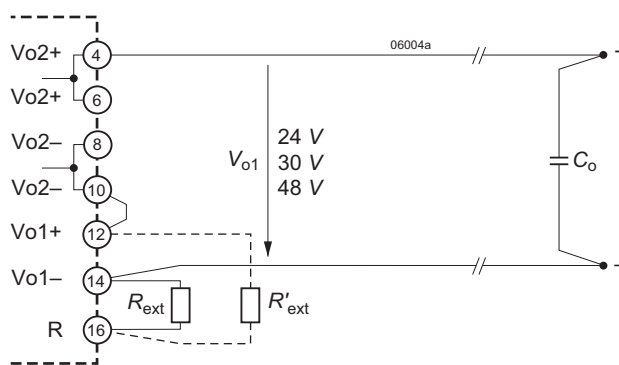 06004a
Vo2+ 4
Vo2+ 6
Vo2– 8
Vo2– 10
Vo1+ 12
Vo1– 14
R 16
Vo1
24 V
30 V
48 V
Co
Rext
R'ext